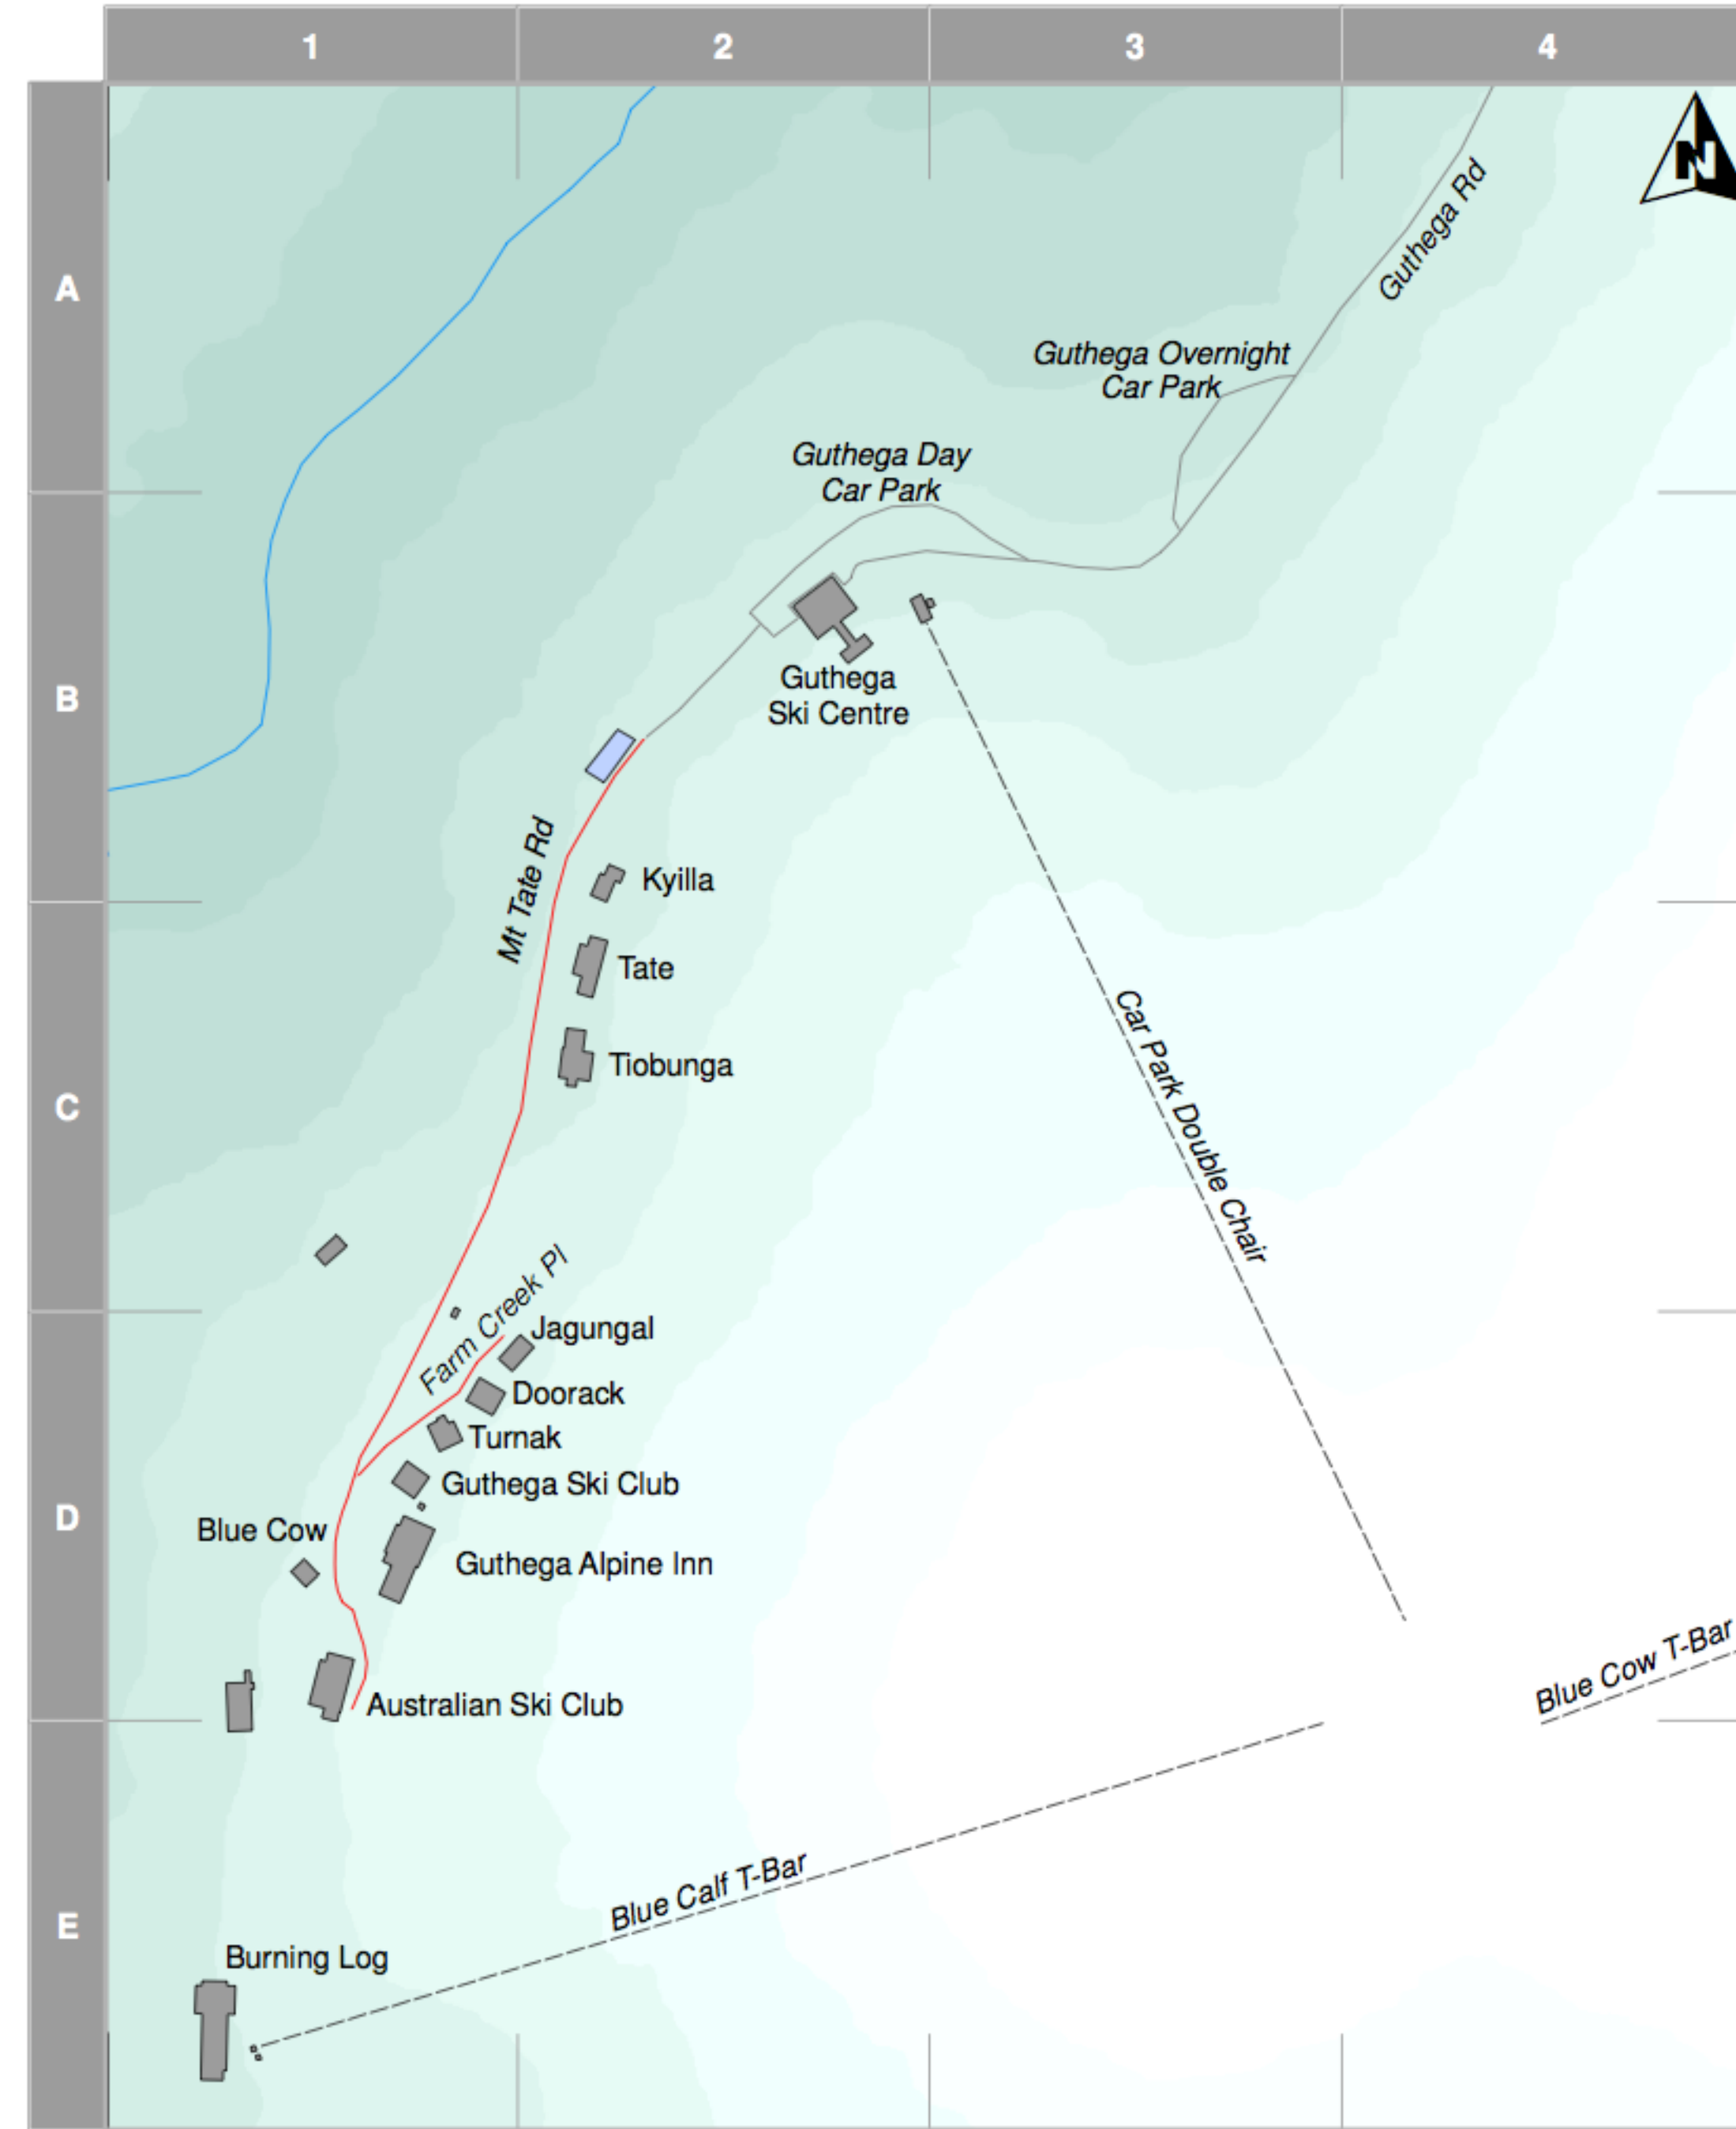 1
2
3
4
A
B
C
D
E
N
Guthega Rd
Guthega Overnight
Car Park
Guthega Day
Car Park
Guthega
Ski Centre
Mt Tate Rd
Kyilla
Tate
Tiobunga
Car Park Double Chair
Farm Creek Pl
Jagungal
Doorack
Turnak
Guthega Ski Club
Blue Cow
Guthega Alpine Inn
Australian Ski Club
Blue Cow T-Bar
Blue Calf T-Bar
Burning Log